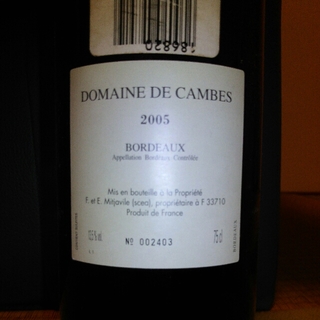 186820
DOMAINE DE CAMBES
2005
BORDEAUX
Appellation Bordeaux Contrôlée
Mis en bouteille à la Propriété
F. et E. Mitjavile (scea), propriétaire à F 33710
Produit de France
75 cl
Nº 002403